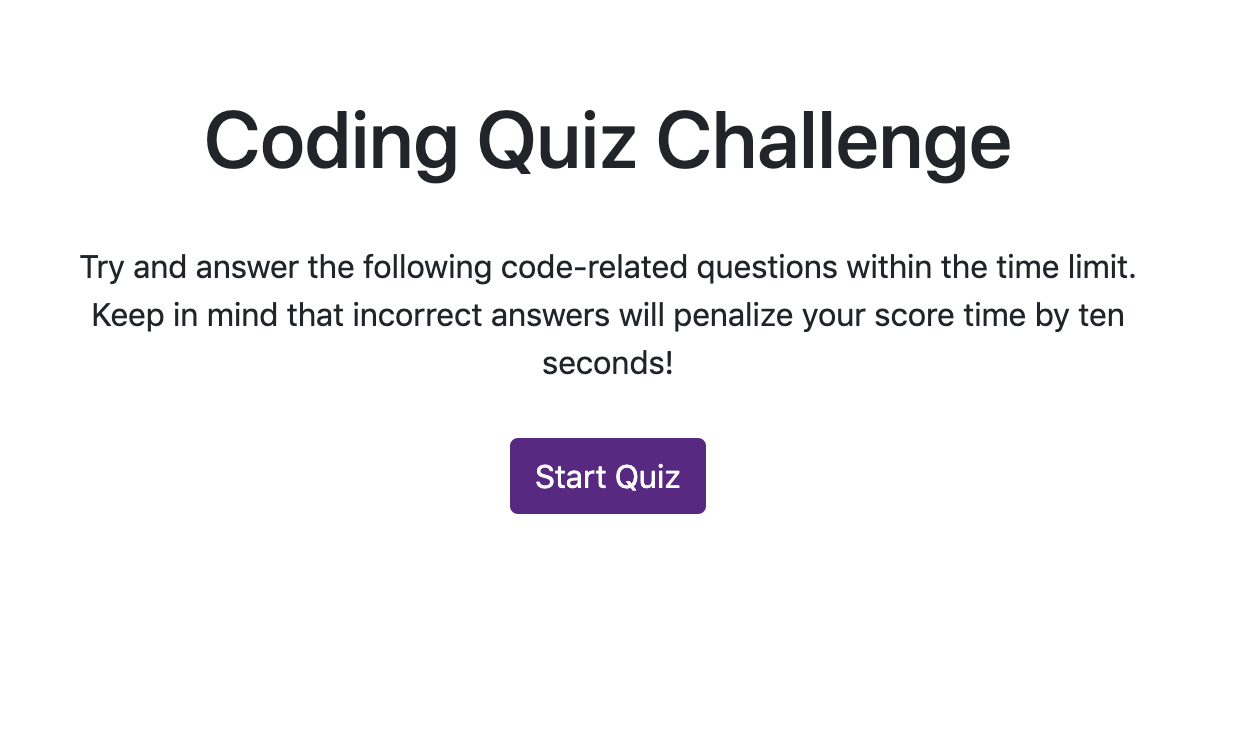 Coding Quiz Challenge
Try and answer the following code-related questions within the time limit.
Keep in mind that incorrect answers will penalize your score time by ten
seconds!
Start Quiz